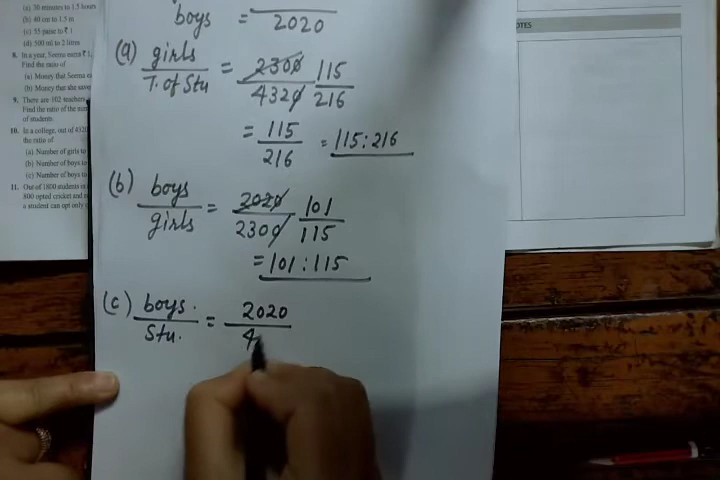 (a) 30 minutes to 1.5 hours
(b) 40 cm to 1.5 m
(c) 55 paise to ₹ 1
(d) 500 ml to 2 litres
8. In a year, Seema earns ₹ 1,
Find the ratio of
(a) Money that Seema
(b) Money that she save
9. There are 102 teachers
Find the ratio of the
of students
10. In a college, out of 4320
the ratio of
(a) Number of girls to
(b) Number of boys to
(c) Number of boys to
11. Out of 1800 students in
800 opted cricket and
a student can opt only
boys = 2020
(a) girls / T. of Stu = 2300 / 4320 115 / 216
= 115 / 216 = 115:216
(b) boys / girls = 2020 / 2300 101 / 115
= 101:115
(c) boys. / Stu. = 2020 / 4